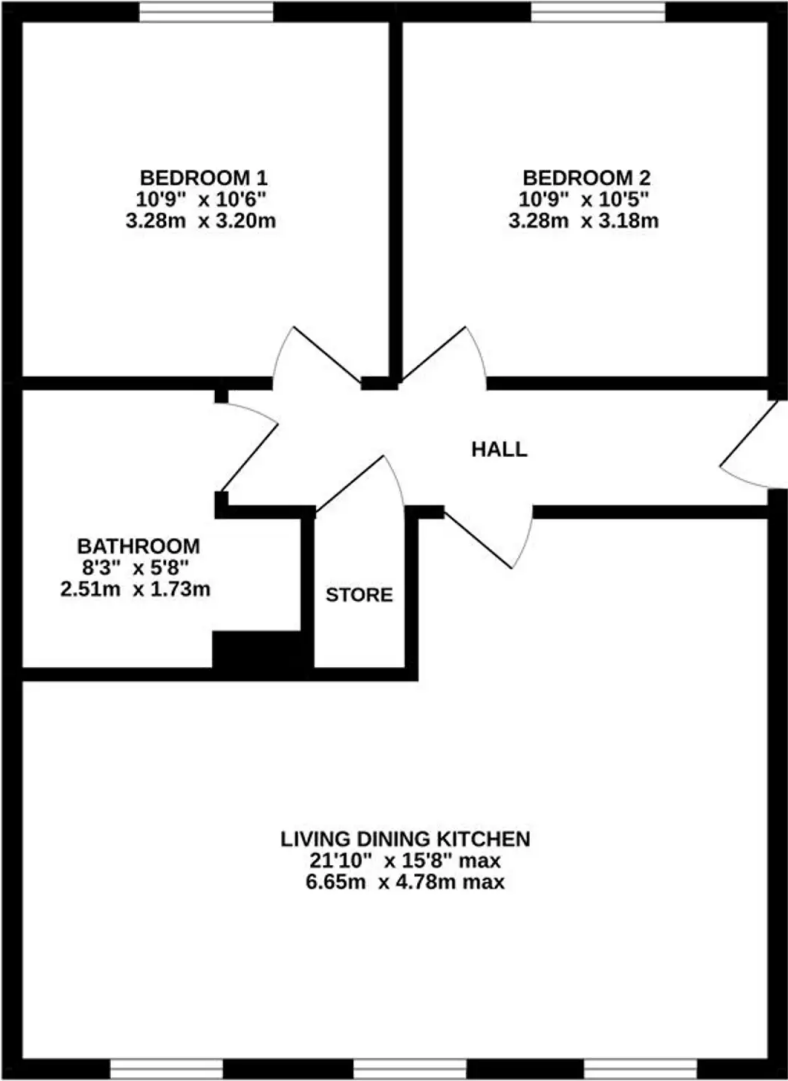 BEDROOM 1
10'9" x 10'6"
3.28m x 3.20m
BEDROOM 2
10'9" x 10'5"
3.28m x 3.18m
HALL
BATHROOM
8'3" x 5'8"
2.51m x 1.73m
STORE
LIVING DINING KITCHEN
21'10" x 15'8" max
6.65m x 4.78m max